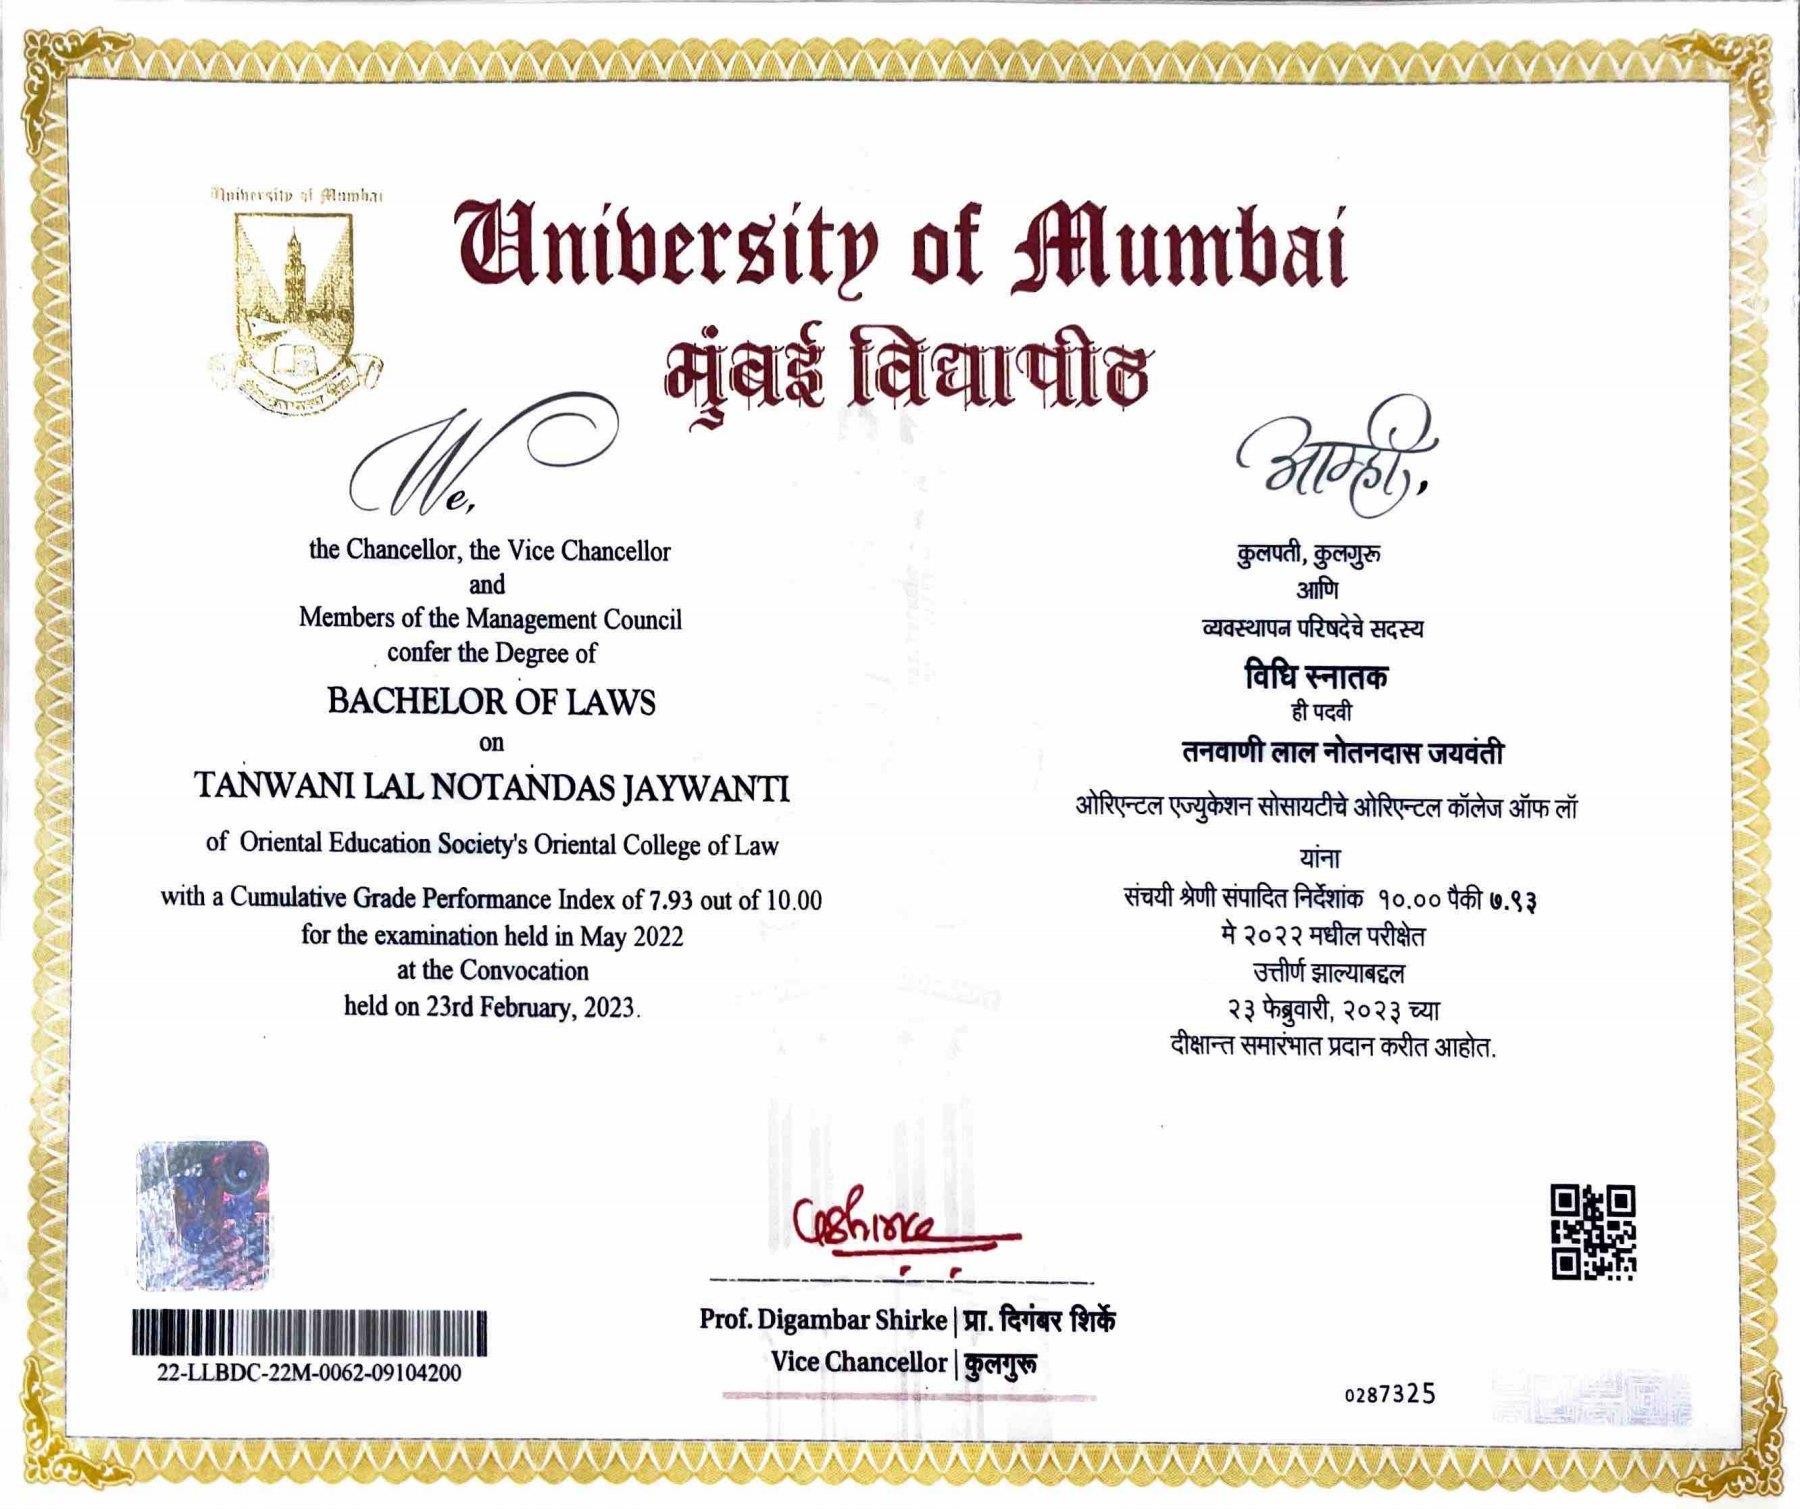 University of Mumbai
University of Mumbai
मुंबई विद्यापीठ
We,
the Chancellor, the Vice Chancellor
and
Members of the Management Council
confer the Degree of
BACHELOR OF LAWS
on
TANWANI LAL NOTANDAS JAYWANTI
of Oriental Education Society's Oriental College of Law
with a Cumulative Grade Performance Index of 7.93 out of 10.00
for the examination held in May 2022
at the Convocation
held on 23rd February, 2023.
आम्ही,
कुलपती, कुलगुरू
आणि
व्यवस्थापन परिषदेचे सदस्य
विधि स्नातक
ही पदवी
तनवाणी लाल नोतनदास जयवंती
ओरिएन्टल एज्युकेशन सोसायटीचे ओरिएन्टल कॉलेज ऑफ लॉ
यांना
संचयी श्रेणी संपादित निर्देशांक १०.०० पैकी ७.९३
मे २०२२ मधील परीक्षेत
उत्तीर्ण झाल्याबद्दल
२३ फेब्रुवारी, २०२३ च्या
दीक्षान्त समारंभात प्रदान करीत आहोत.
Prof. Digambar Shirke | प्रा. दिगंबर शिर्के
Vice Chancellor | कुलगुरू
22-LLBDC-22M-0062-09104200
0287325